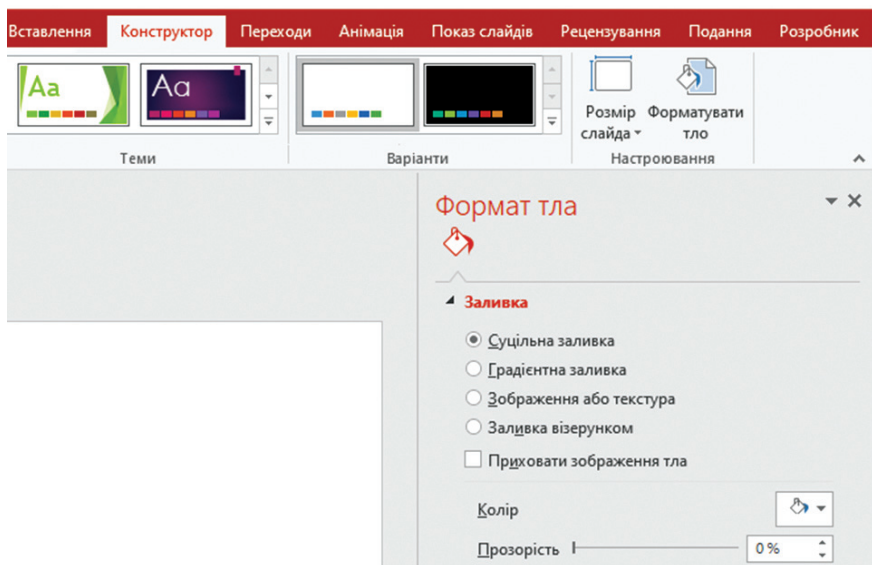 Вставлення Конструктор Переходи Анімація Показ слайдів Рецензування Подання Розробник
Aa Aa
Розмір слайда
Форматувати тло
Теми Варіанти Настроювання
Формат тла
Заливка
Суцільна заливка
Градієнтна заливка
Зображення або текстура
Заливка візерунком
Приховати зображення тла
Колір
Прозорість 0%